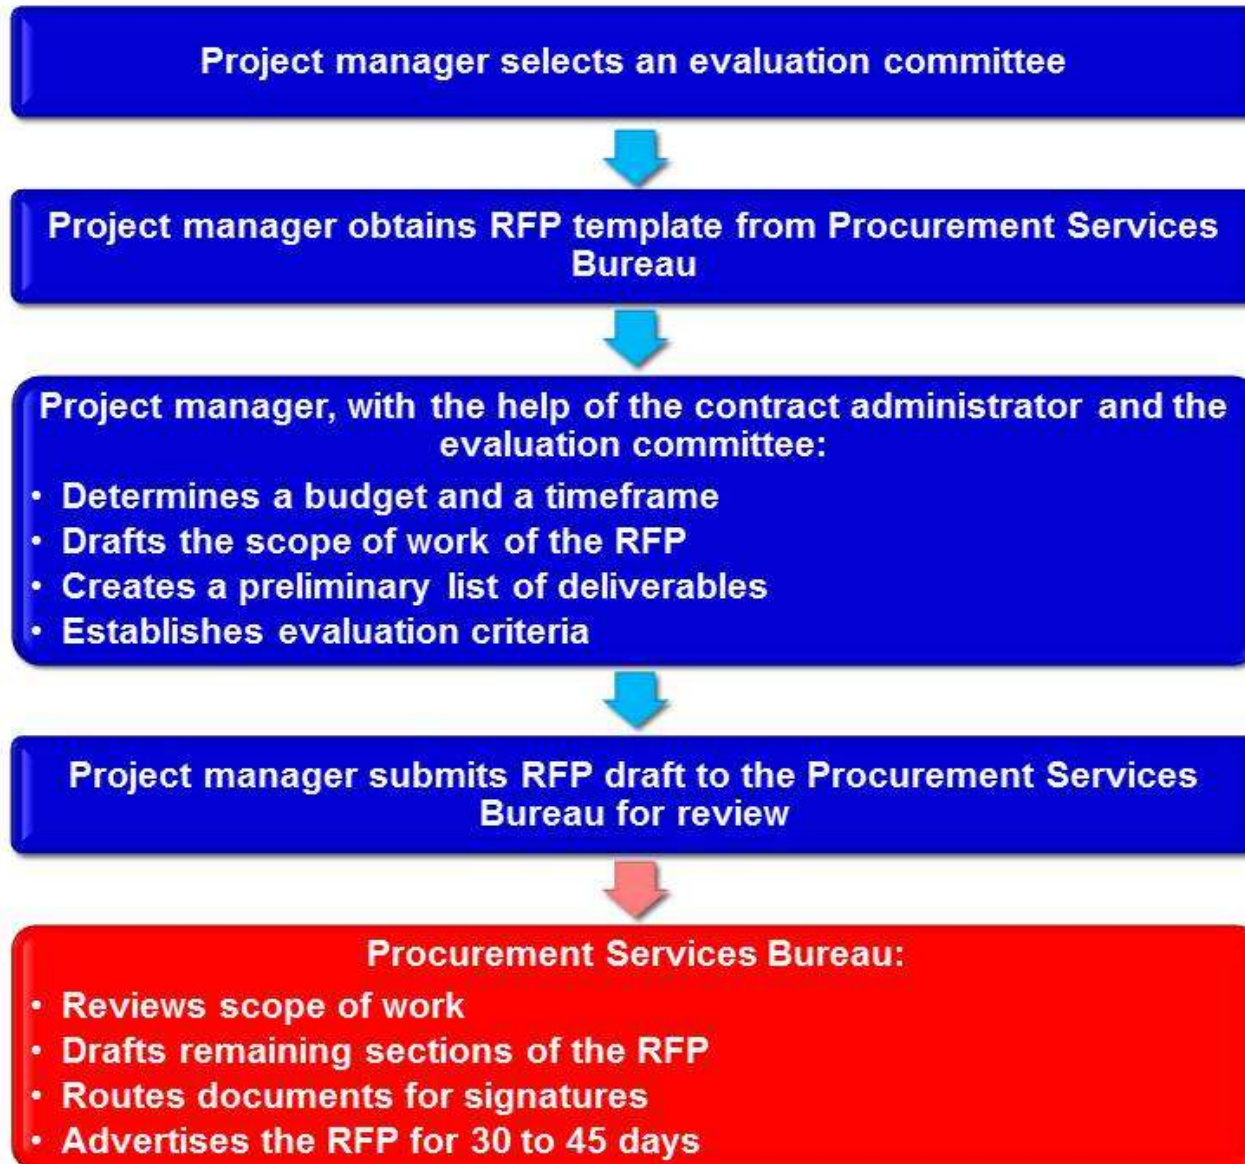 Project manager selects an evaluation committee
Project manager obtains RFP template from Procurement Services
Bureau
Project manager, with the help of the contract administrator and the
evaluation committee:
• Determines a budget and a timeframe
• Drafts the scope of work of the RFP
• Creates a preliminary list of deliverables
• Establishes evaluation criteria
Project manager submits RFP draft to the Procurement Services
Bureau for review
Procurement Services Bureau:
• Reviews scope of work
• Drafts remaining sections of the RFP
• Routes documents for signatures
• Advertises the RFP for 30 to 45 days